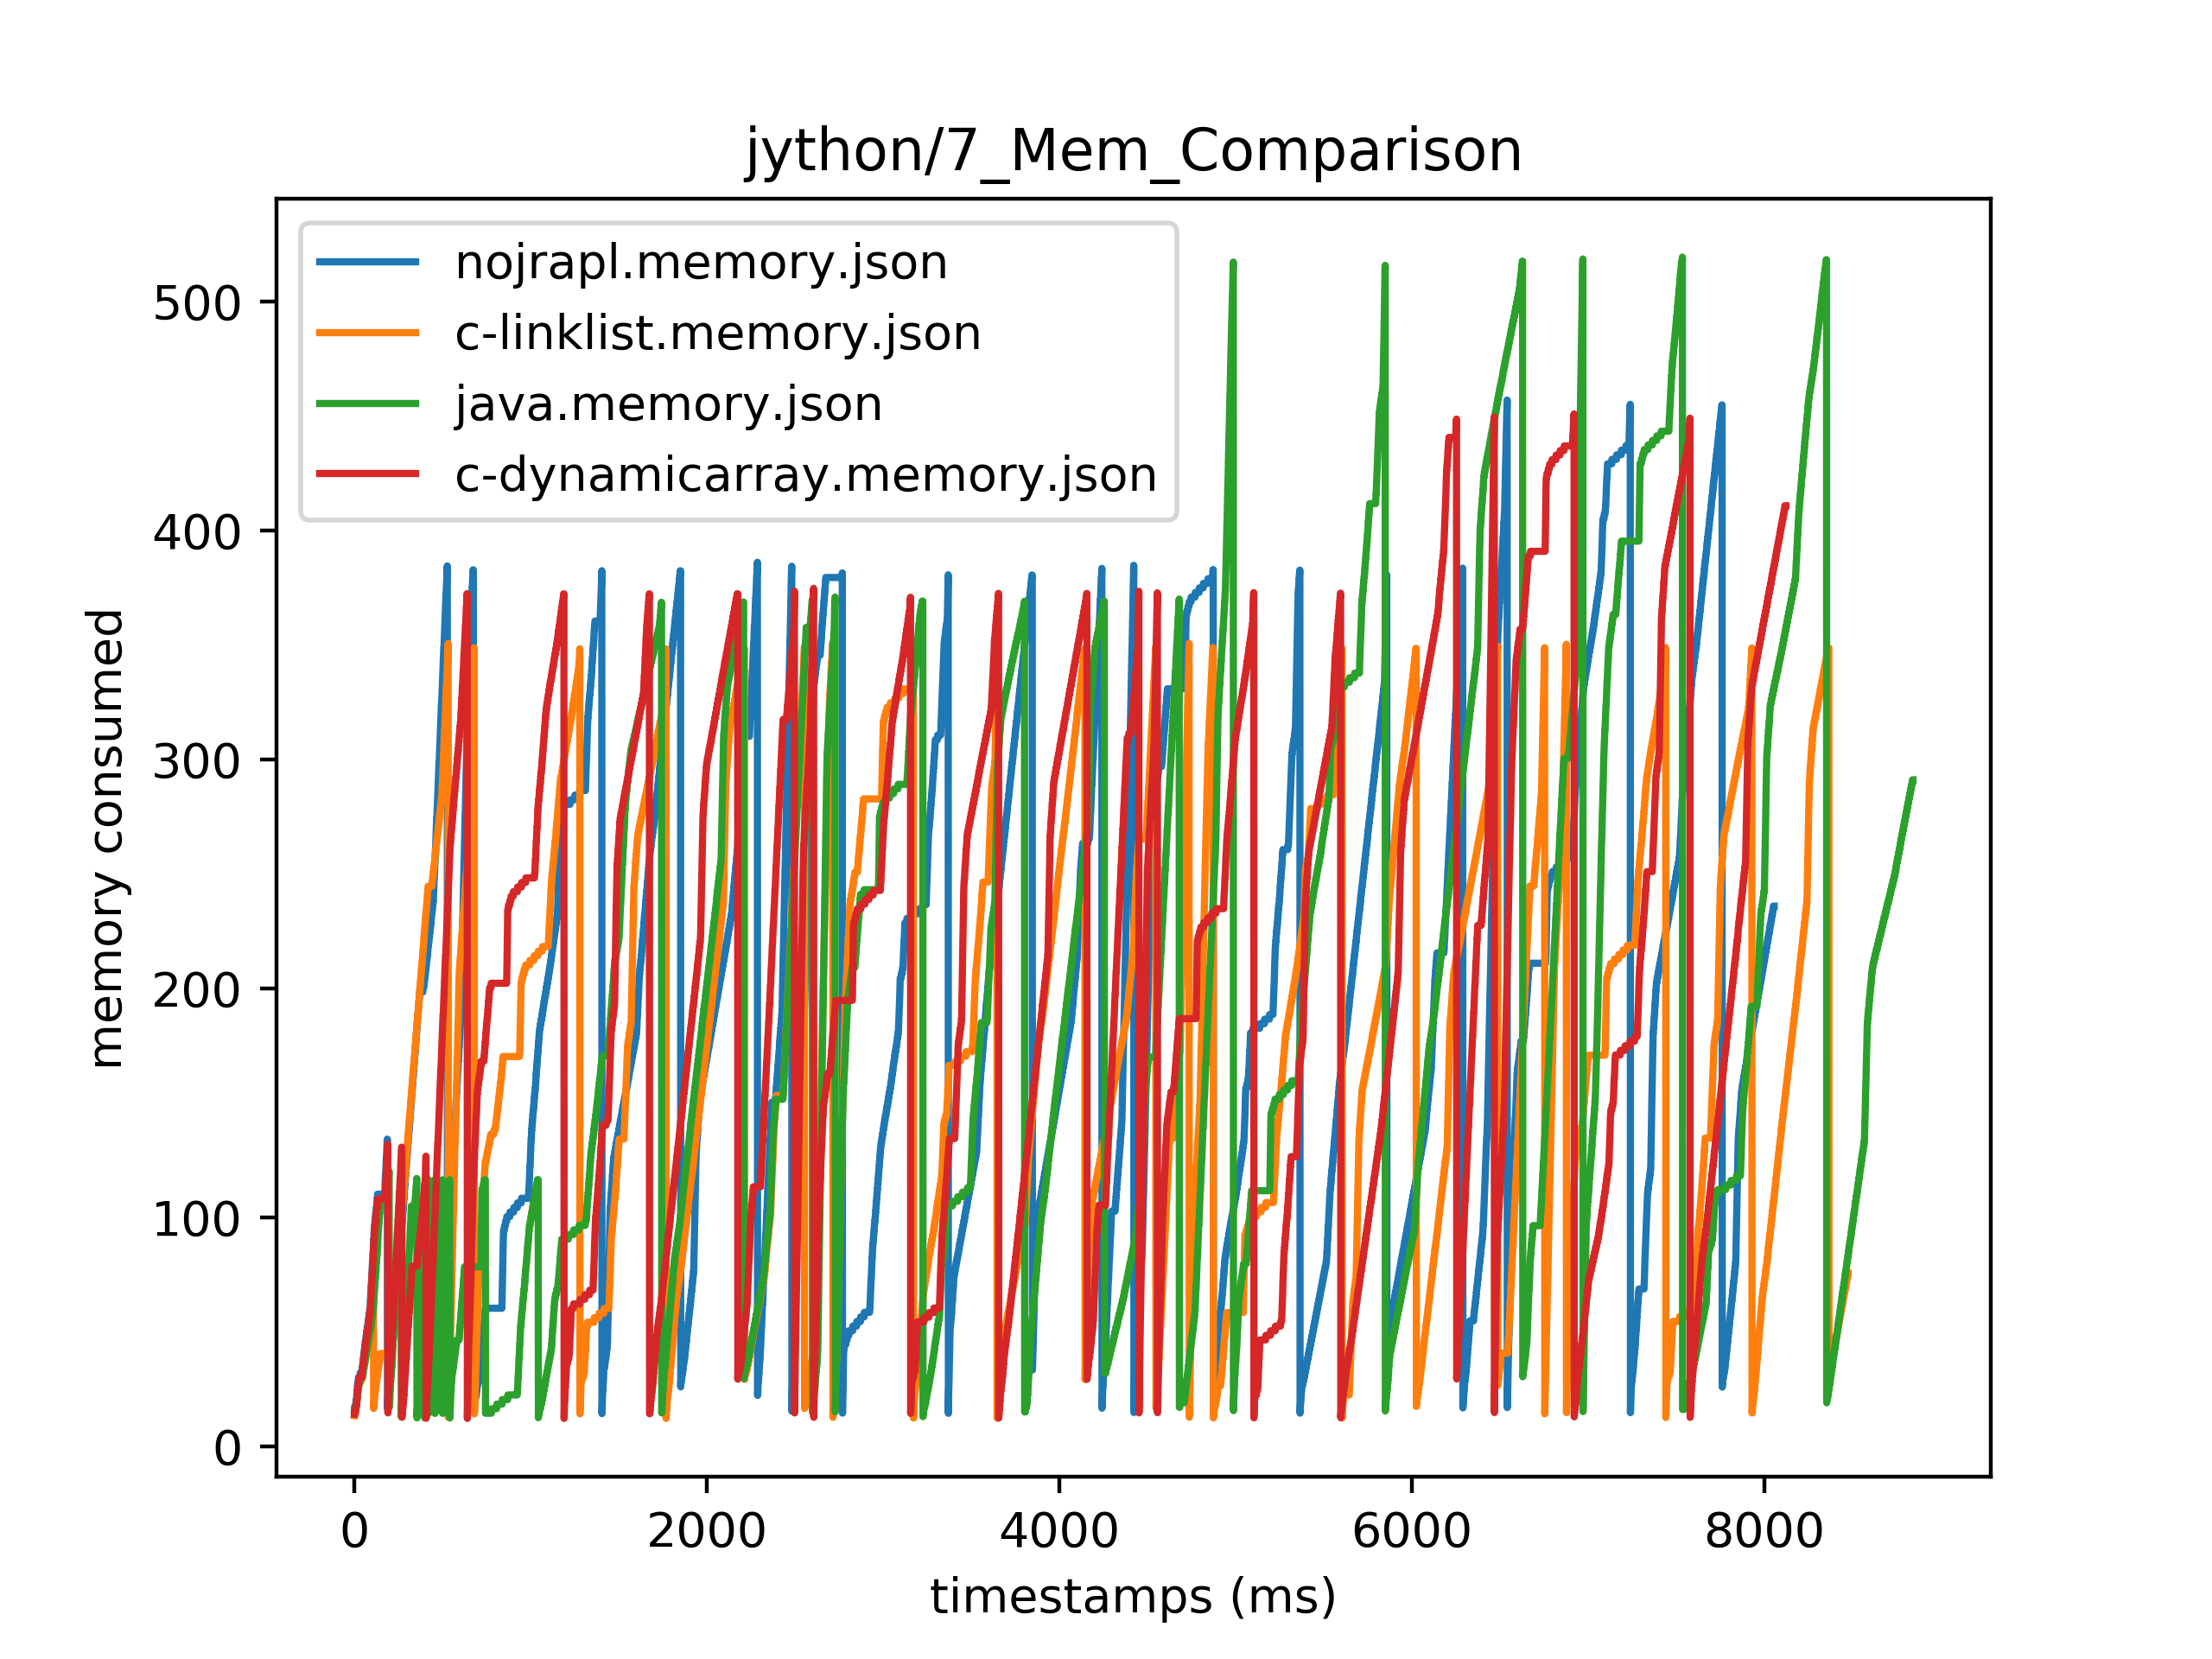 jython/7_Mem_Comparison
nojrapl.memory.json
c-linklist.memory.json
java.memory.json
c-dynamicarray.memory.json
memory consumed
500
400
300
200
100
0
0 2000 4000 6000 8000
timestamps (ms)